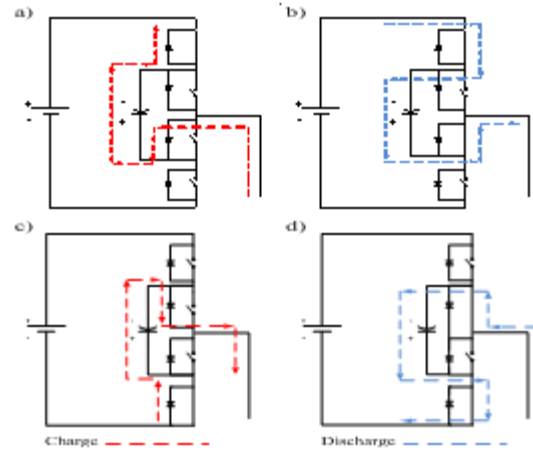 a)
b)
+
-
-
+
+
-
-
+
c)
d)
Charge
Discharge